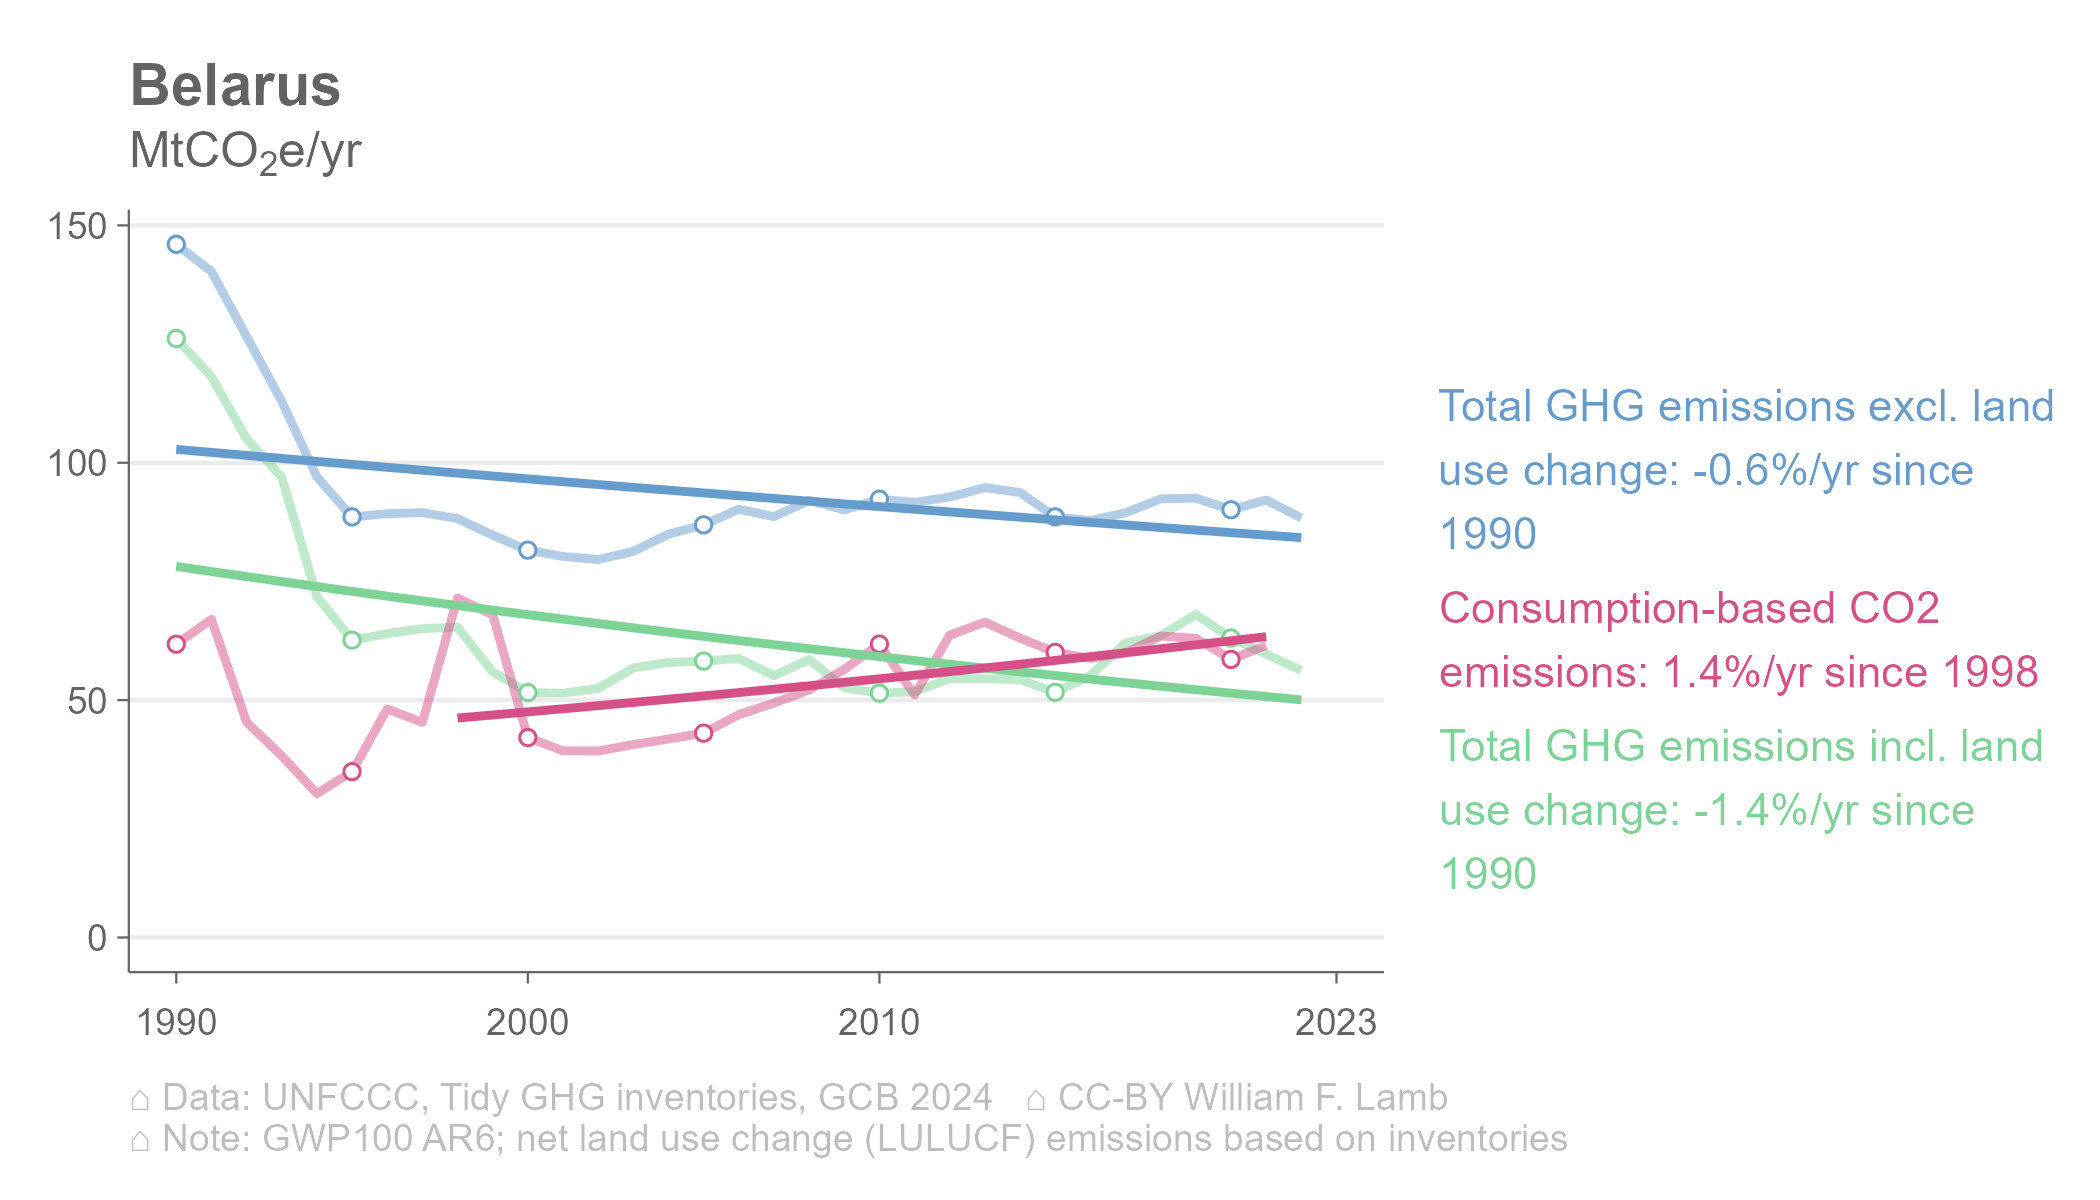 Belarus
MtCO₂e/yr
150
100
50
0
1990
2000
2010
2023
Total GHG emissions excl. land
use change: -0.6%/yr since
1990
Consumption-based CO2
emissions: 1.4%/yr since 1998
Total GHG emissions incl. land
use change: -1.4%/yr since
1990
⌂ Data: UNFCCC, Tidy GHG inventories, GCB 2024 ⌂ CC-BY William F. Lamb
⌂ Note: GWP100 AR6; net land use change (LULUCF) emissions based on inventories